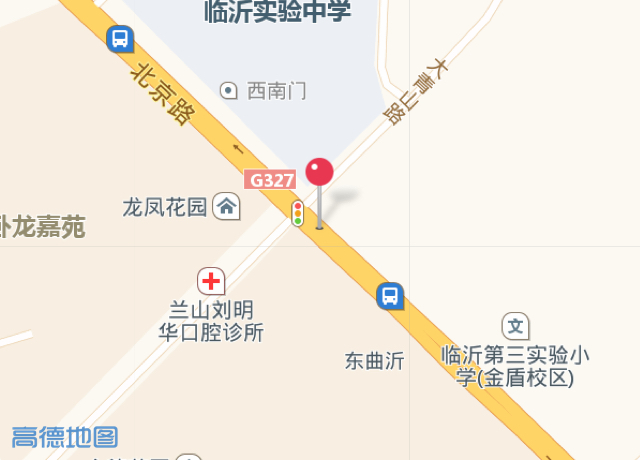 临沂实验中学
大青山路
北京路
西南门
G327
龙凤花园
卧龙嘉苑
兰山刘明
华口腔诊所
文
临沂第三实验小
学(金盾校区)
东曲沂
高德地图